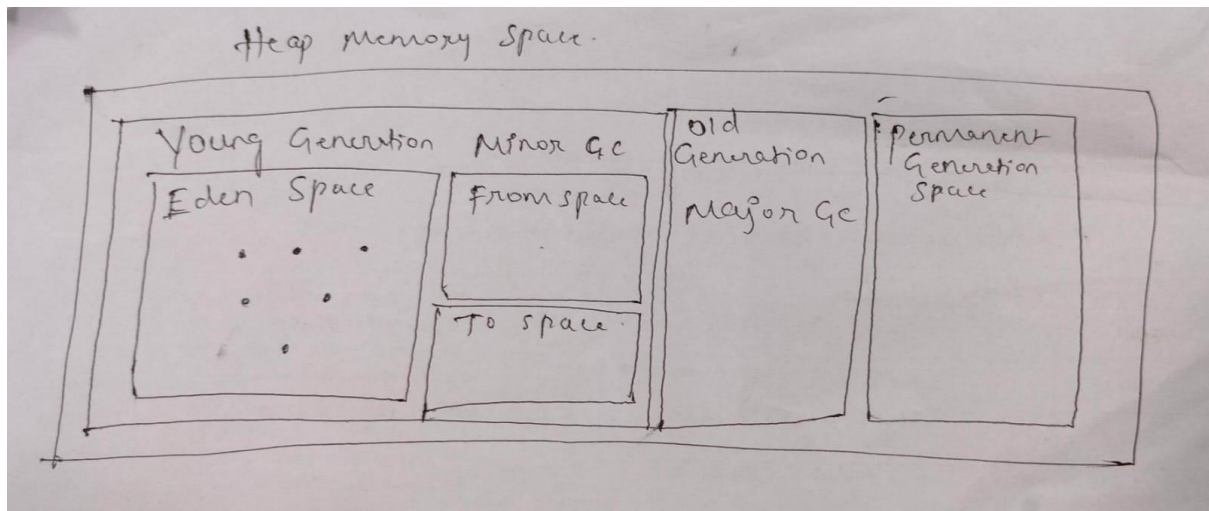 Heap Memory Space.
Young Generation Minor GC
Eden Space
From space
To space.
Old
Generation
Major GC
Permanent
Generation
Space